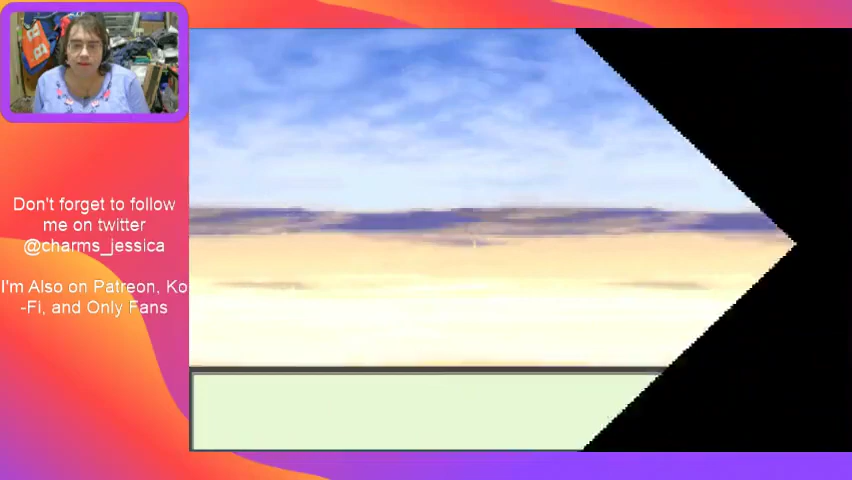 Don't forget to follow
me on twitter
@charms_jessica
I'm Also on Patreon, Ko
-Fi, and Only Fans